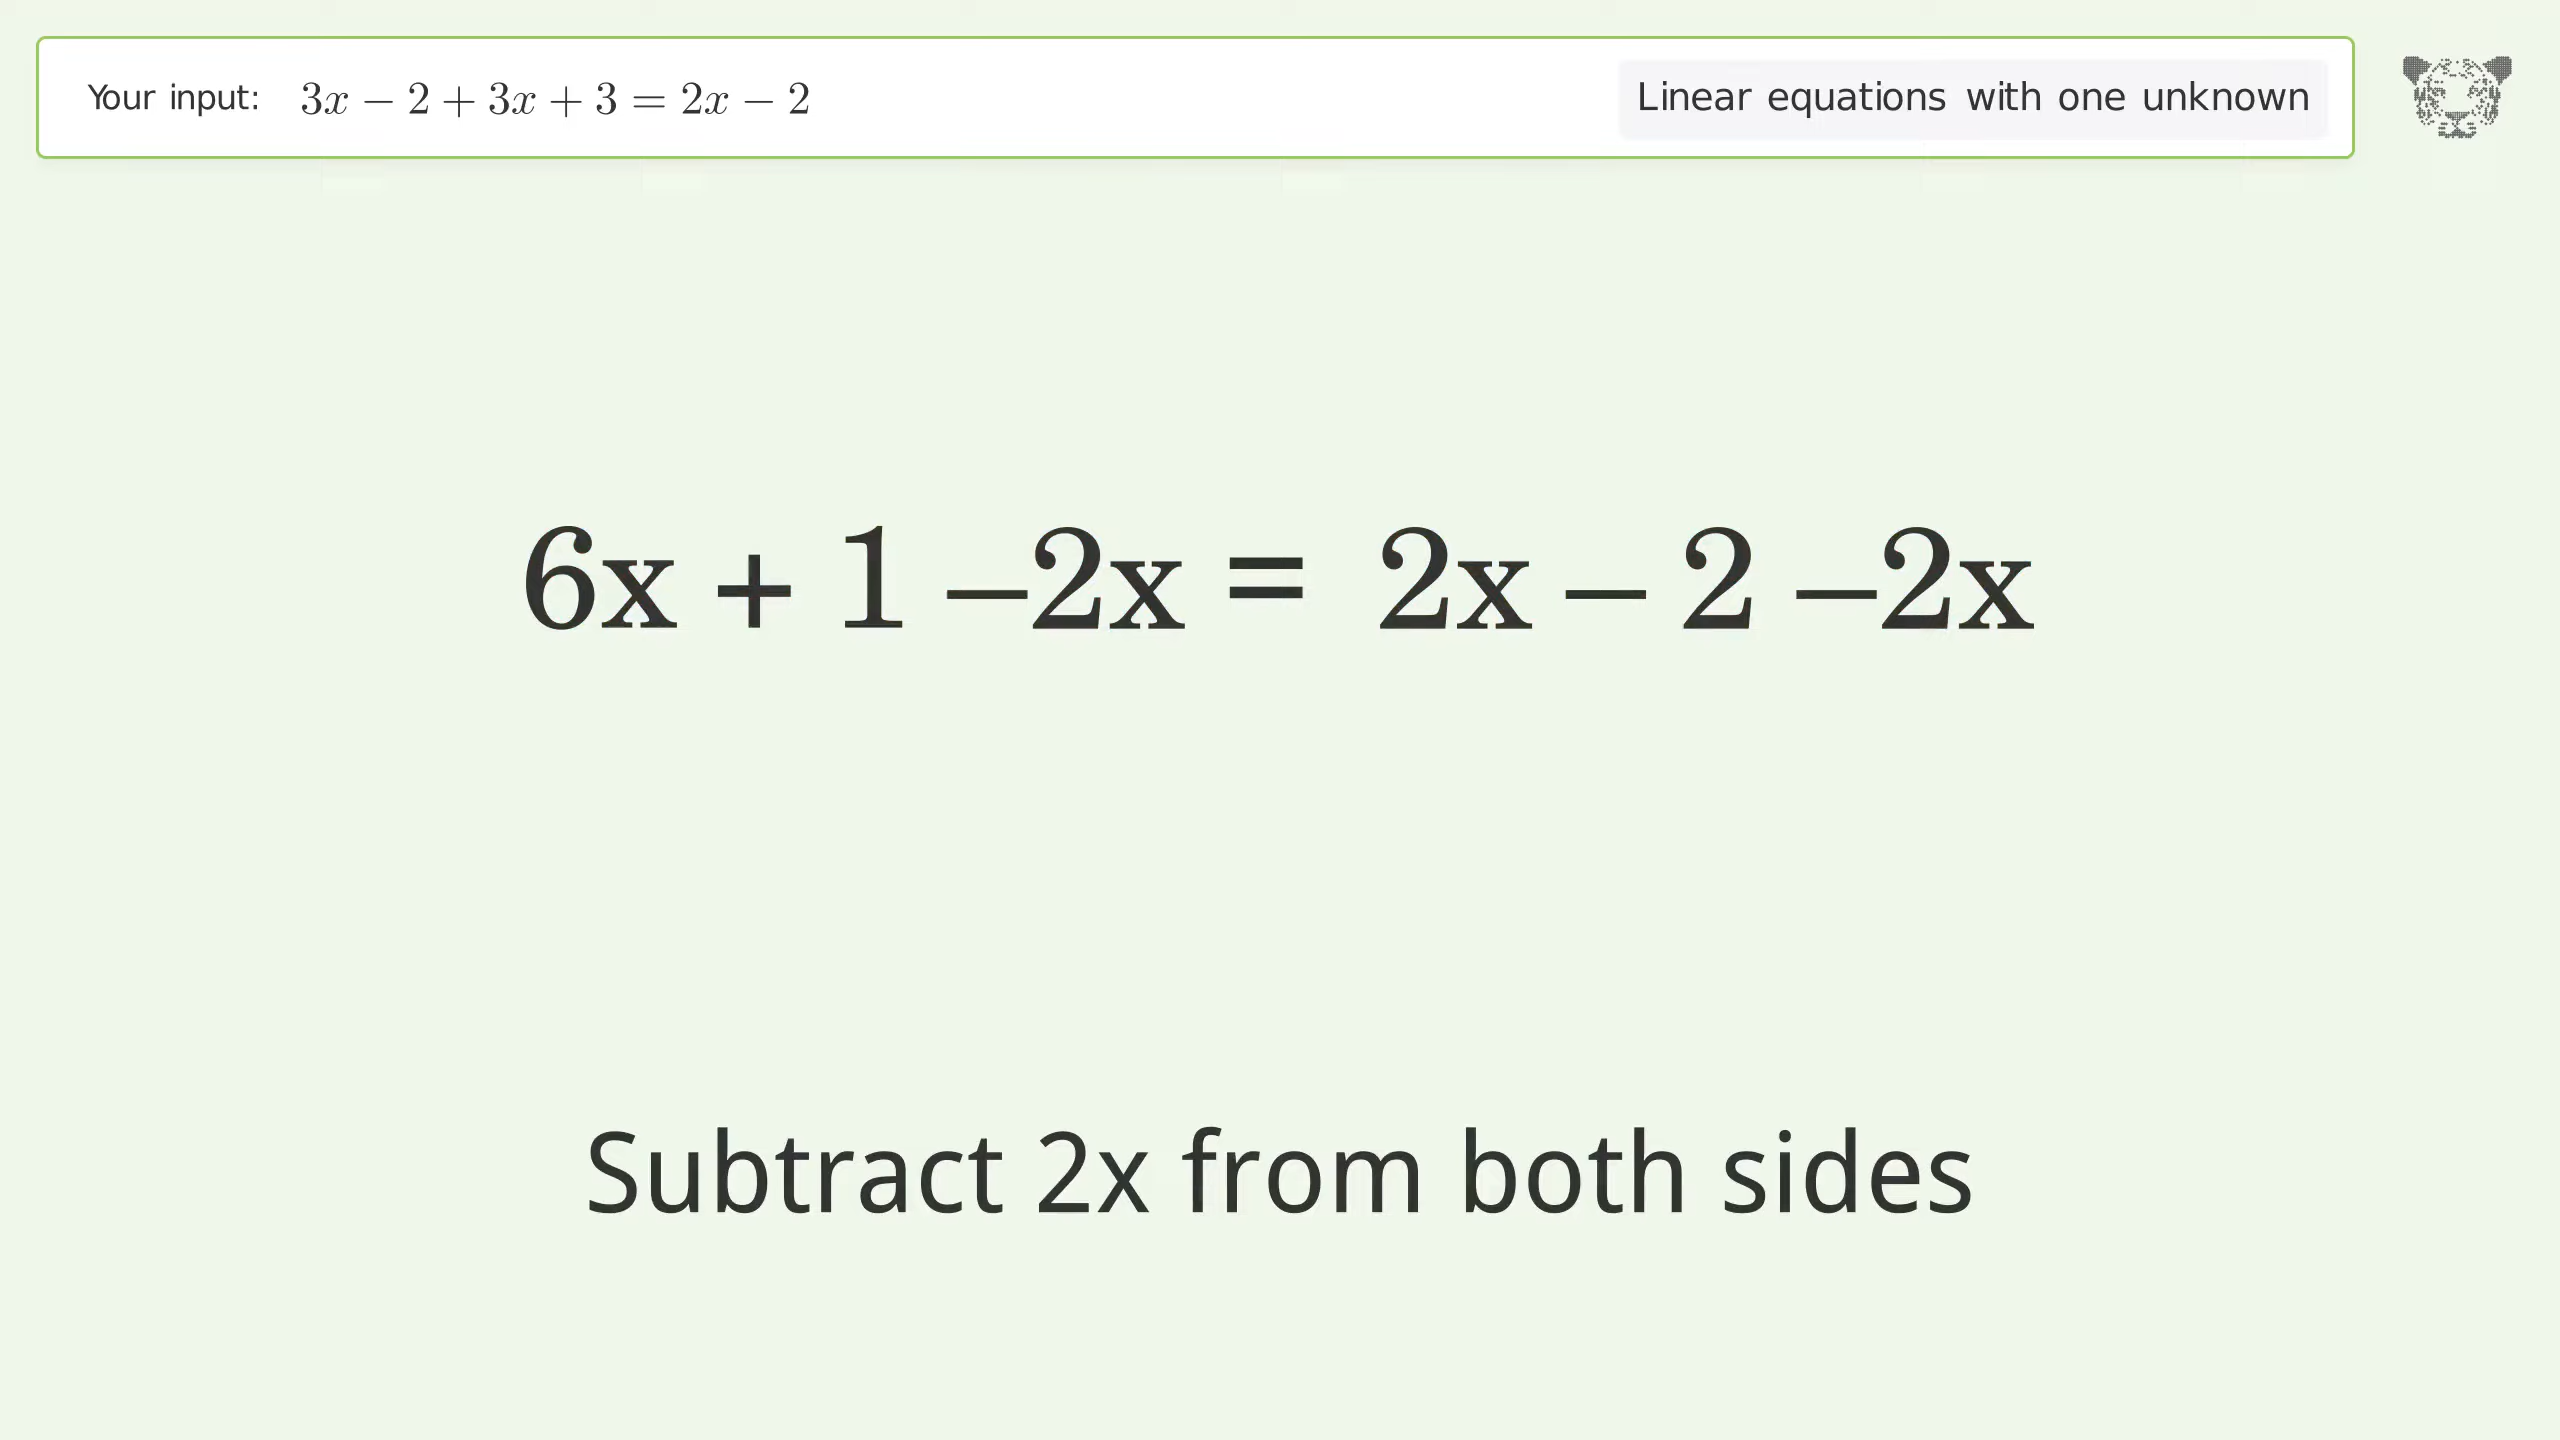 Your input: 3x − 2 + 3x + 3 = 2x − 2
Linear equations with one unknown
6x + 1 −2x = 2x − 2 −2x
Subtract 2x from both sides